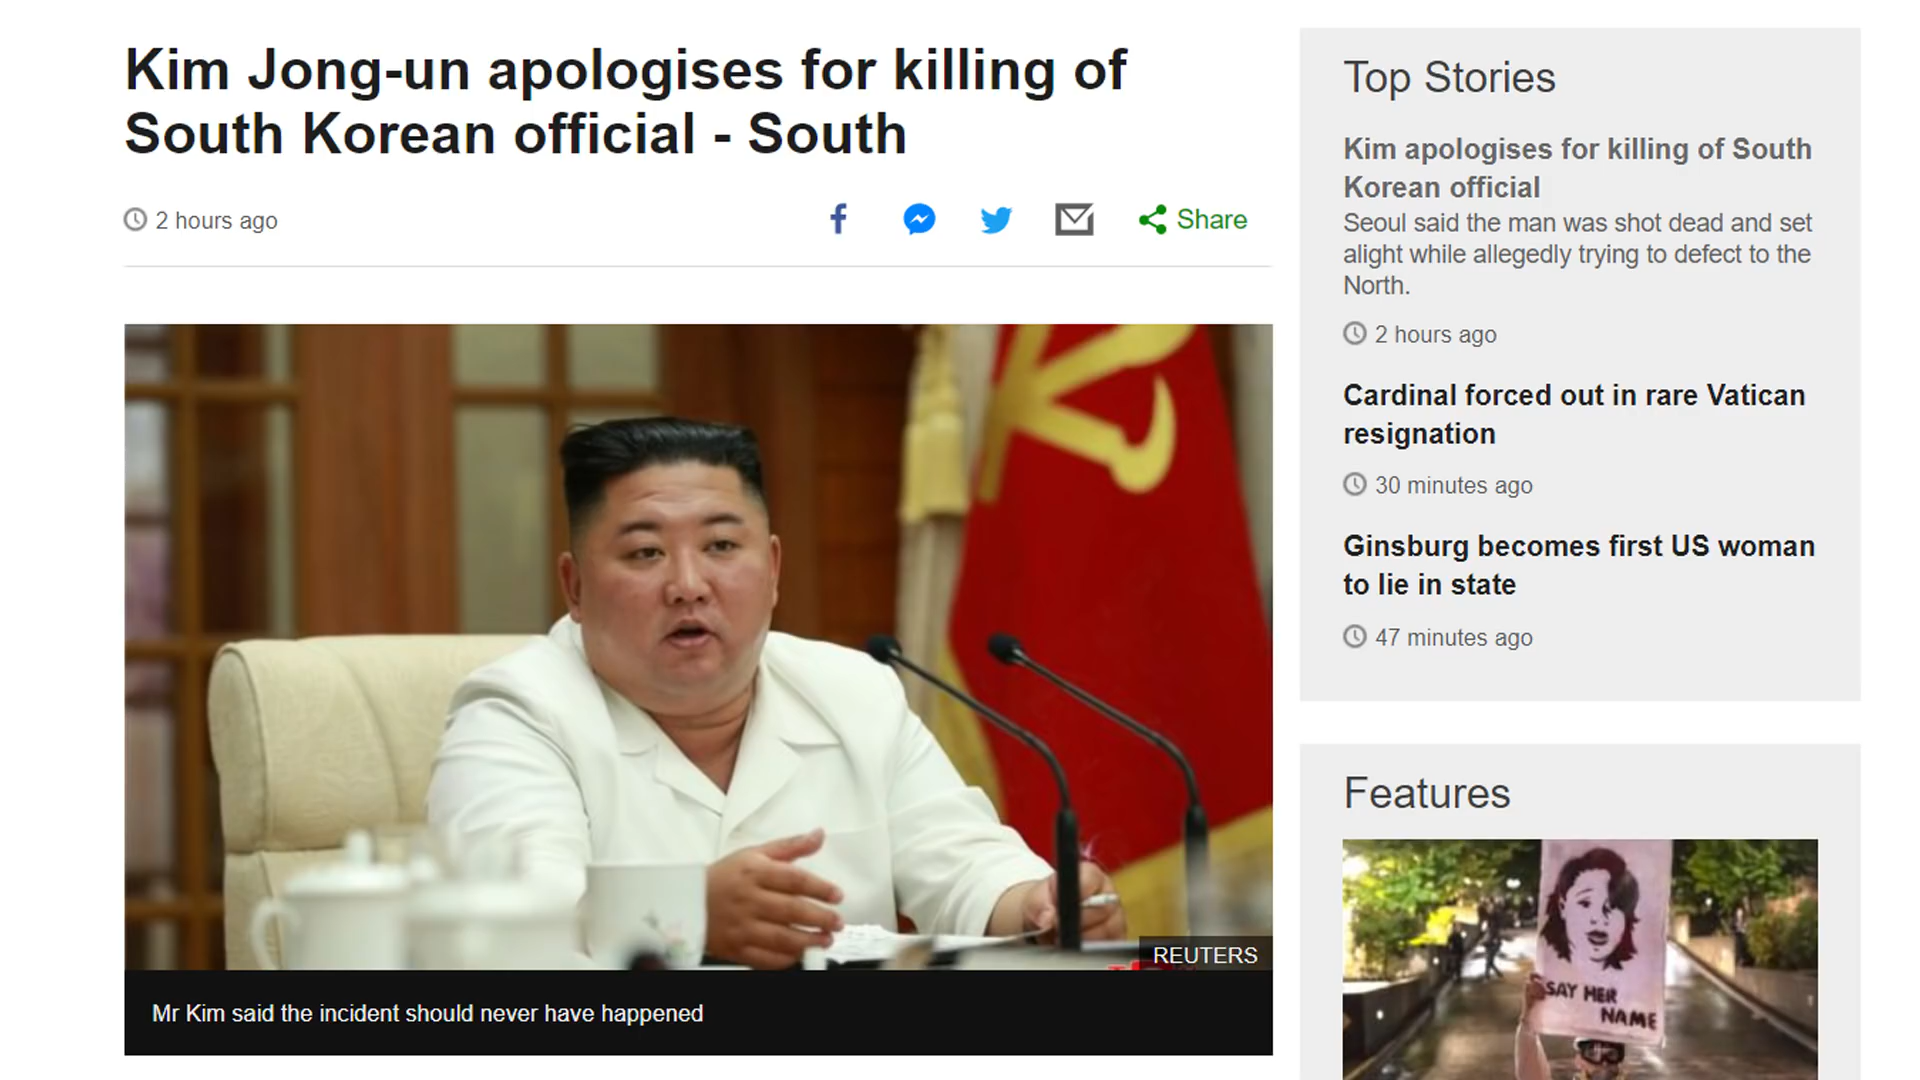 Kim Jong-un apologises for killing of
South Korean official - South
2 hours ago
Share
REUTERS
Mr Kim said the incident should never have happened
Top Stories
Kim apologises for killing of South
Korean official
Seoul said the man was shot dead and set
alight while allegedly trying to defect to the
North.
2 hours ago
Cardinal forced out in rare Vatican
resignation
30 minutes ago
Ginsburg becomes first US woman
to lie in state
47 minutes ago
Features
SAY HER
NAME